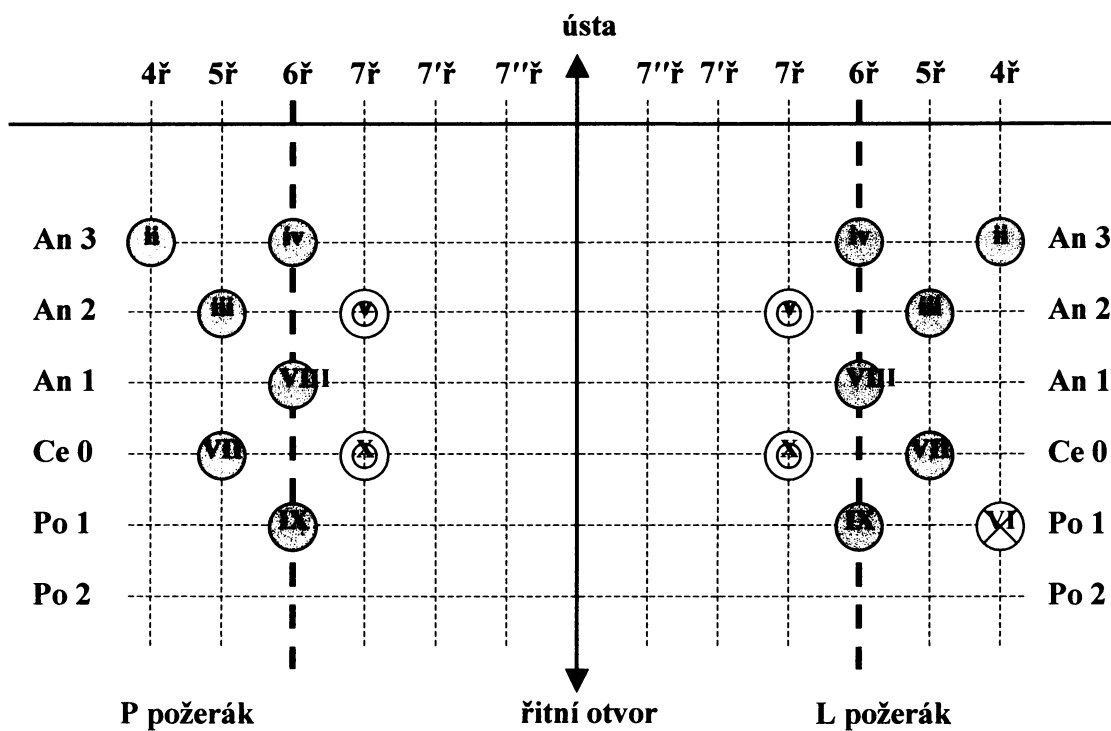 ústa
4ř 5ř 6ř 7ř 7′ř 7′′ř 7′′ř 7′ř 7ř 6ř 5ř 4ř
An 3 ii iv iv ii An 3
An 2 iii v v iii An 2
An 1 VIII VIII An 1
Ce 0 VII X X VII Ce 0
Po 1 IX IX VI Po 1
Po 2 Po 2
P požerák řitní otvor L požerák